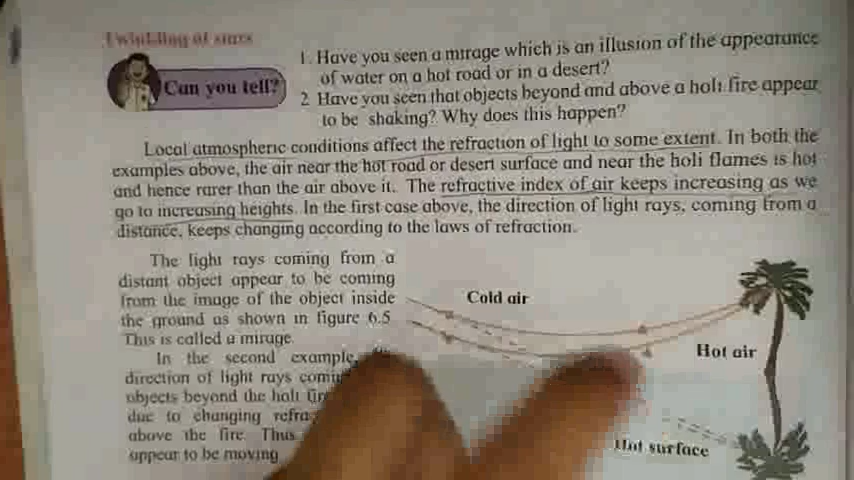 Twinkling of stars
Can you tell?
1. Have you seen a mirage which is an illusion of the appearance
of water on a hot road or in a desert?
2. Have you seen that objects beyond and above a holi fire appear
to be shaking? Why does this happen?
Local atmospheric conditions affect the refraction of light to some extent. In both the
examples above, the air near the hot road or desert surface and near the holi flames is hot
and hence rarer than the air above it. The refractive index of air keeps increasing as we
go to increasing heights. In the first case above, the direction of light rays, coming from a
distance, keeps changing according to the laws of refraction.
The light rays coming from a
distant object appear to be coming
from the image of the object inside
the ground as shown in figure 6.5
This is called a mirage.
In the second example,
direction of light rays
objects beyond the holi
due to changing
above the fire. Thus
appear to be moving
Cold air
Hot air
Hot surface